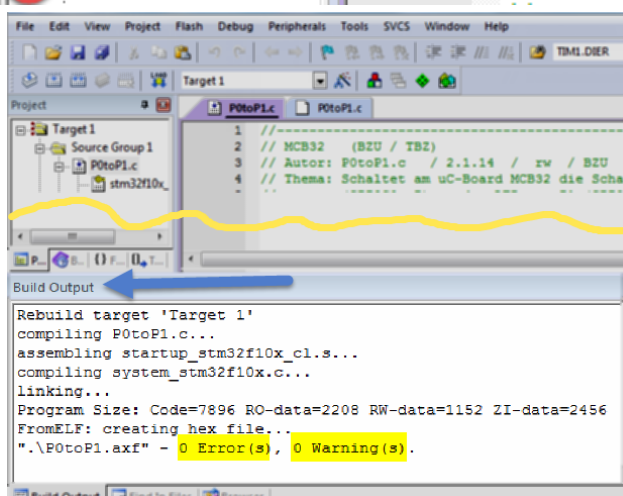 File Edit View Project Flash Debug Peripherals Tools SVCS Window Help
TIM1.DIER
Target 1
Project
P0toP1.c P0toP1.c
Target 1
Source Group 1
P0toP1.c
stm32f10x_
1 //--------------------------------------------------
2 // MCB32 (BZU / TBZ)
3 // Autor: P0toP1.c / 2.1.14 / rw / BZU
4 // Thema: Schaltet am uC-Board MCB32 die Scha
P... B... {} F... 0. T...
Build Output
Rebuild target 'Target 1'
compiling P0toP1.c...
assembling startup_stm32f10x_cl.s...
compiling system_stm32f10x.c...
linking...
Program Size: Code=7896 RO-data=2208 RW-data=1152 ZI-data=2456
FromELF: creating hex file...
".\P0toP1.axf" - 0 Error(s), 0 Warning(s).
Build Output Find In Files Browser